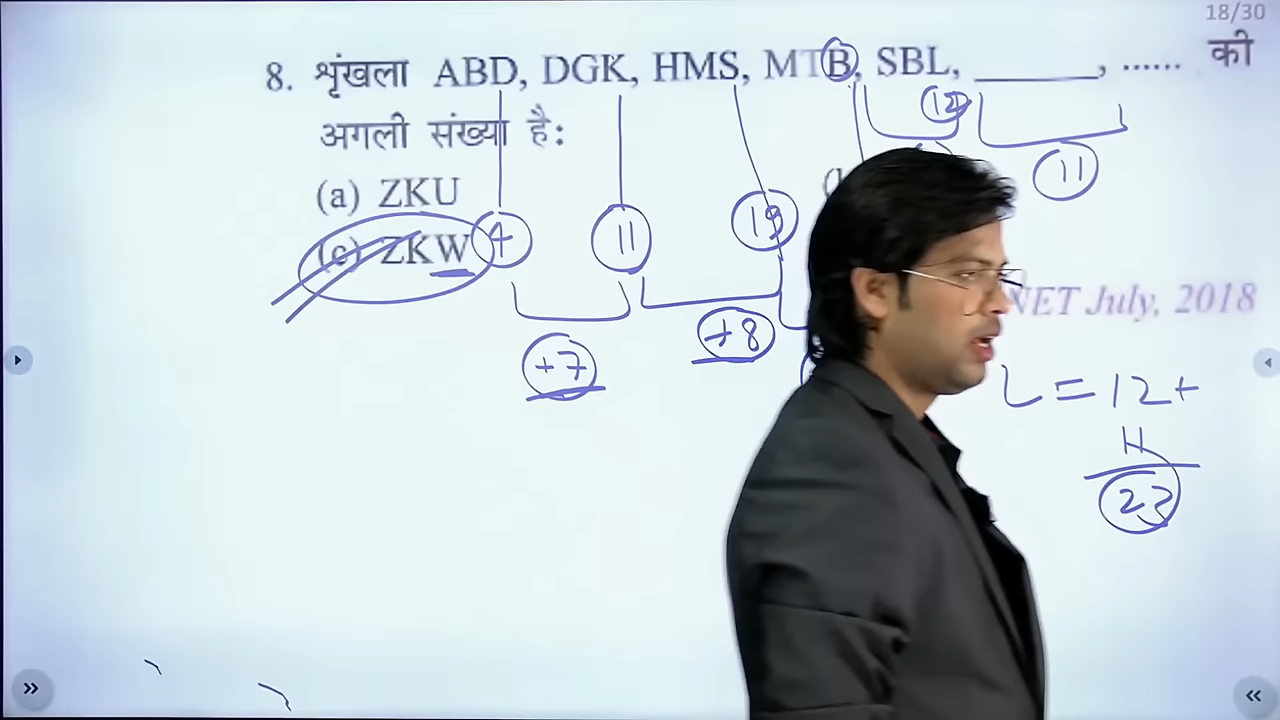 18/30
8. शृंखला ABD, DGK, HMS, MTB, SBL, ______, ...... की
अगली संख्या है:
(a) ZKU
(c) ZKW
NET July, 2018
12
11
4
11
19
+7
+8
L = 12+
11
23